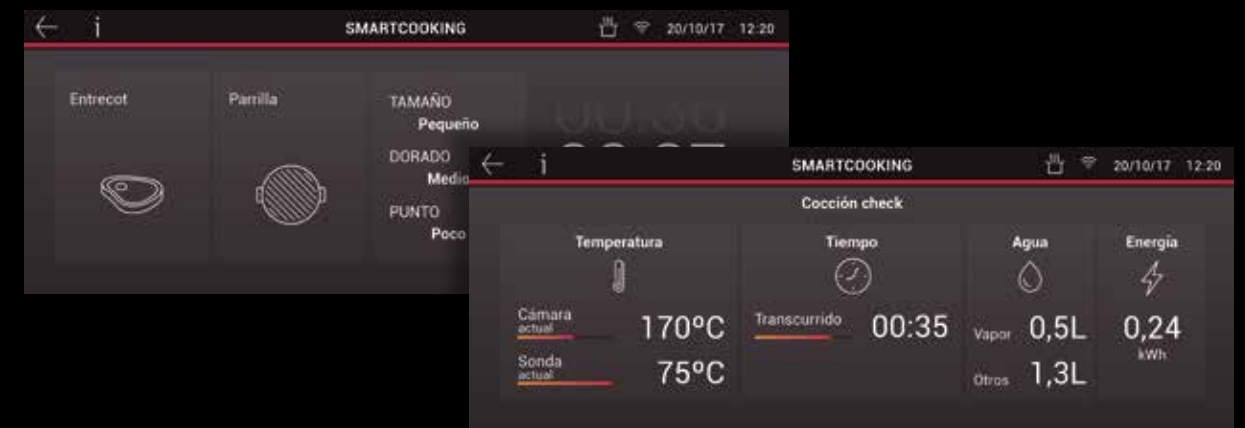 i SMARTCOOKING 20/10/17 12:20
Entrecot
Parrilla
TAMAÑO
Pequeño
DORADO
Medio
PUNTO
Poco
i SMARTCOOKING 20/10/17 12:20
Cocción check
Temperatura
Cámara
actual
170ºC
Sonda
actual
75ºC
Tiempo
Transcurrido 00:35
Agua
Vapor 0,5L
Otros 1,3L
Energía
0,24
kWh